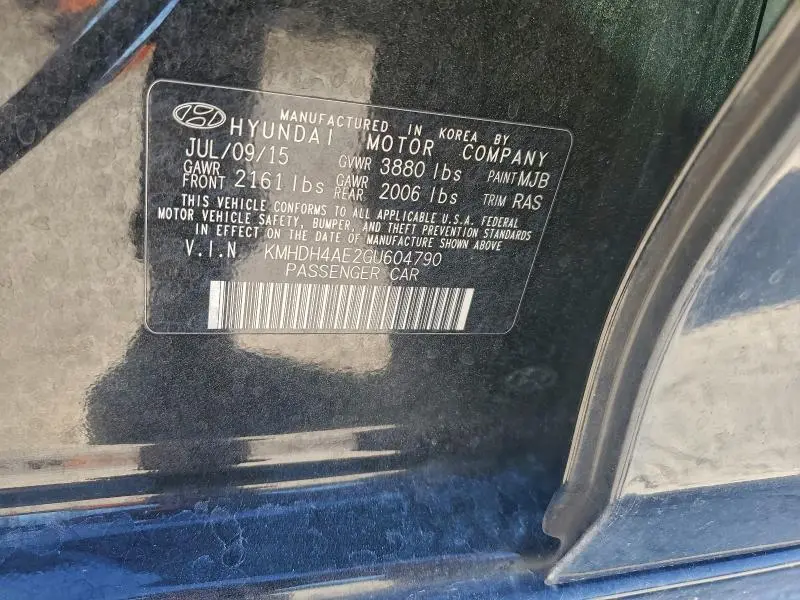 MANUFACTURED IN KOREA BY
HYUNDAI MOTOR COMPANY
JUL/09/15 GVWR 3880 lbs PAINT MJB
GAWR FRONT 2161 lbs GAWR REAR 2006 lbs TRIM RAS
THIS VEHICLE CONFORMS TO ALL APPLICABLE U.S.A. FEDERAL
MOTOR VEHICLE SAFETY, BUMPER, AND THEFT PREVENTION STANDARDS
IN EFFECT ON THE DATE OF MANUFACTURE SHOWN ABOVE
V.I.N KMHDH4AE2GU604790
PASSENGER CAR